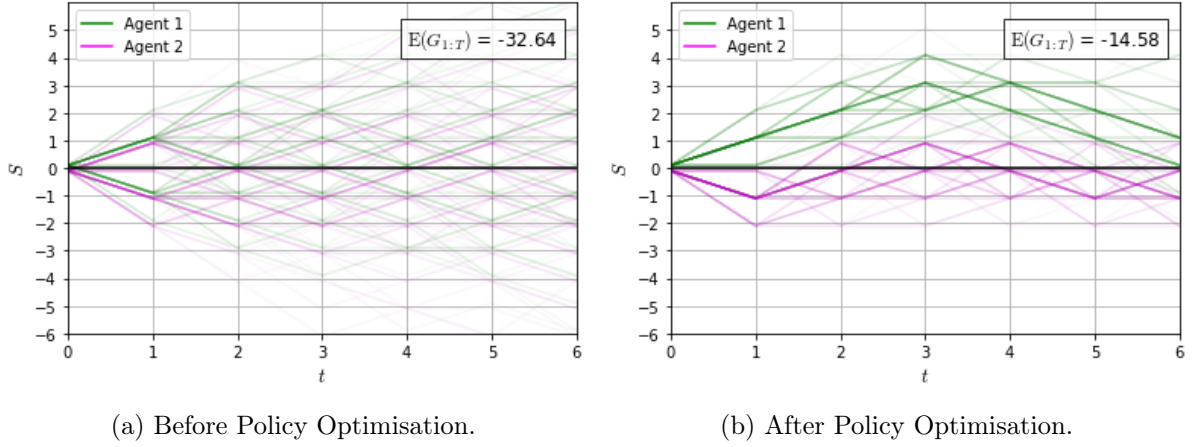 Agent 1
Agent 2
𝔼(G₁:T) = -32.64
5
4
3
2
1
0
−1
−2
−3
−4
−5
−6
S
0 1 2 3 4 5 6
t
(a) Before Policy Optimisation.
Agent 1
Agent 2
𝔼(G₁:T) = -14.58
5
4
3
2
1
0
−1
−2
−3
−4
−5
−6
S
0 1 2 3 4 5 6
t
(b) After Policy Optimisation.